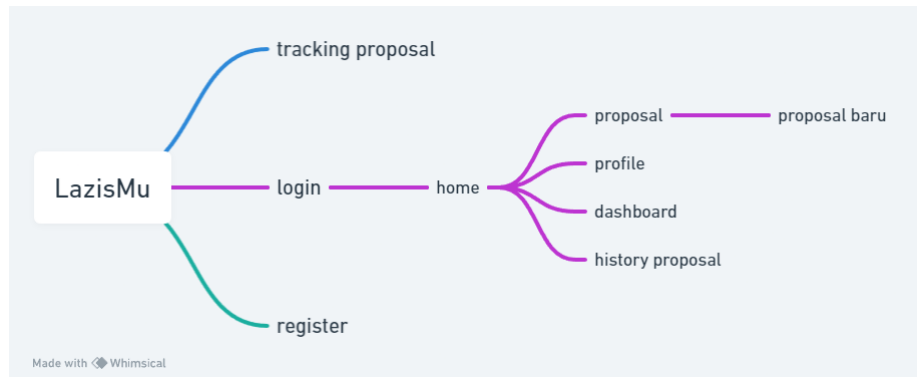 tracking proposal
LazisMu
login
home
proposal
proposal baru
profile
dashboard
history proposal
register
Made with Whimsical